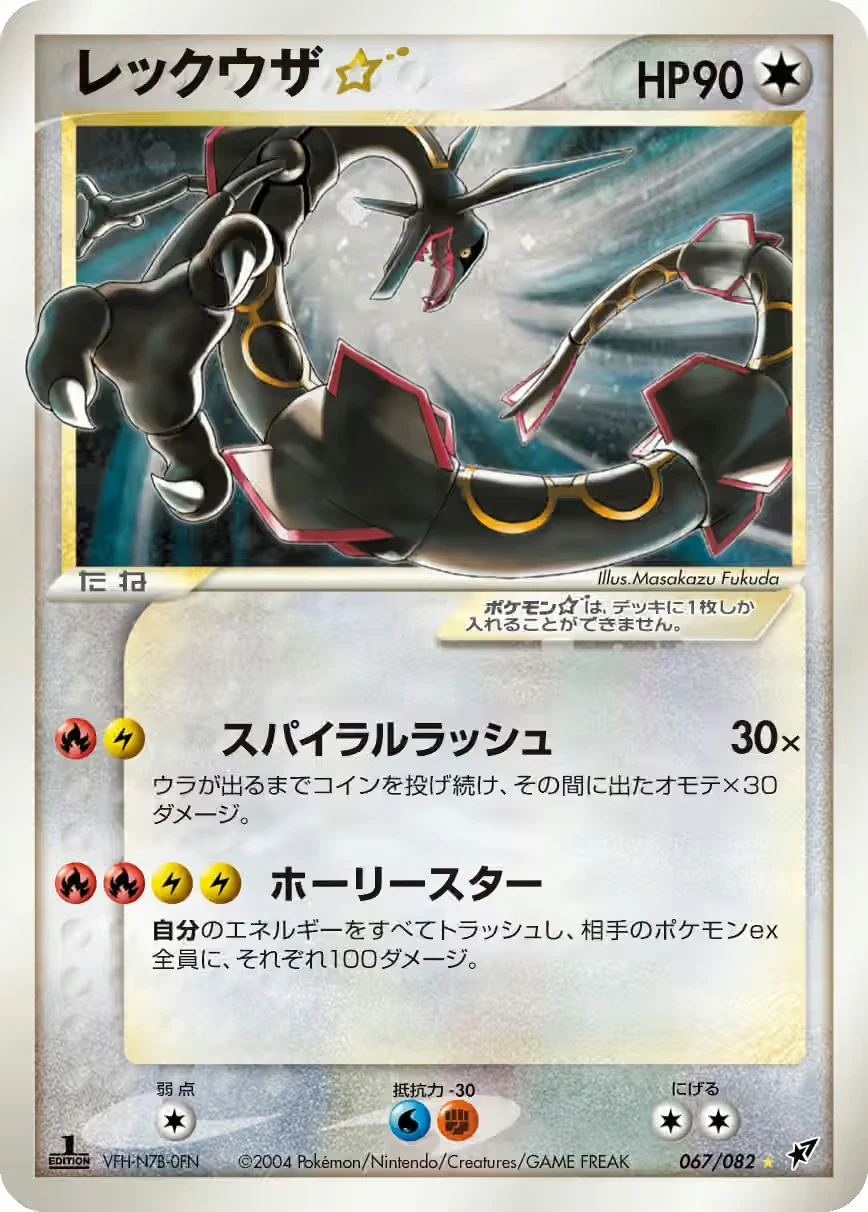 レックウザ☆ HP90
たね
Illus.Masakazu Fukuda
ポケモン☆は、デッキに1枚しか
入れることができません。
スパイラルラッシュ 30×
ウラが出るまでコインを投げ続け、その間に出たオモテ×30
ダメージ。
ホーリースター
自分のエネルギーをすべてトラッシュし、相手のポケモンex
全員に、それぞれ100ダメージ。
弱点 抵抗力 -30 にげる
1 EDITION VFH-N7B-0FN ©2004 Pokémon/Nintendo/Creatures/GAME FREAK 067/082 ★